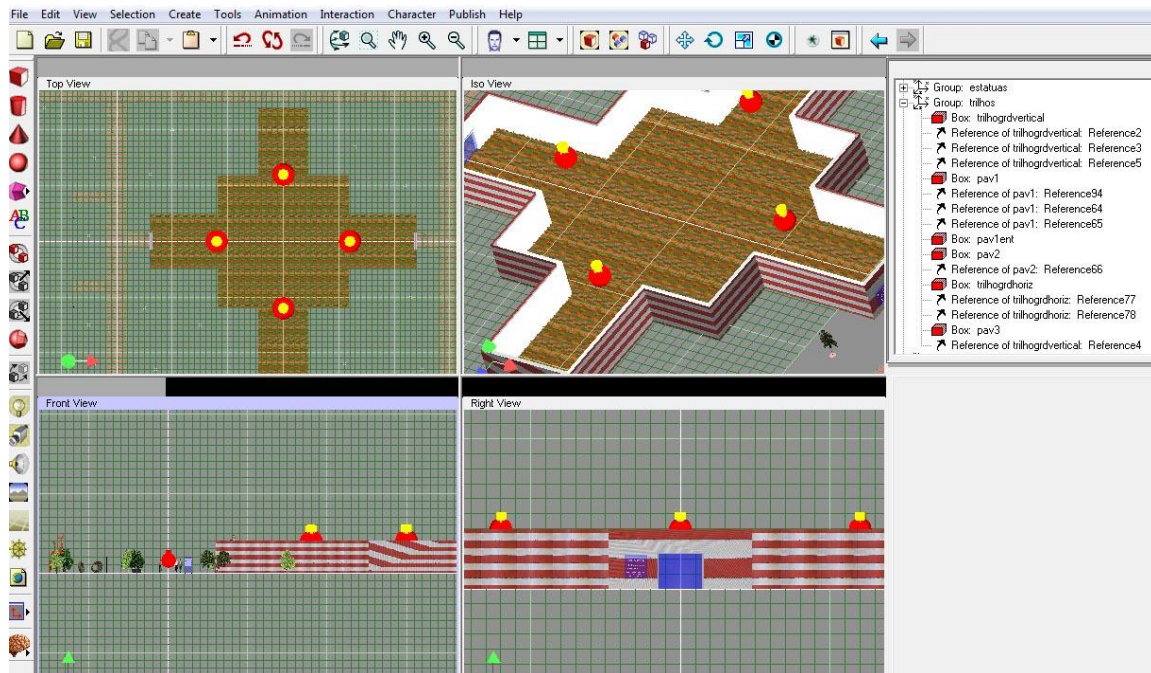 File Edit View Selection Create Tools Animation Interaction Character Publish Help
Top View
Iso View
Group: estatuas
Group: trilhos
Box: trilhogrdvertical
Reference of trilhogrdvertical: Reference2
Reference of trilhogrdvertical: Reference3
Reference of trilhogrdvertical: Reference5
Box: pav1
Reference of pav1: Reference94
Reference of pav1: Reference64
Reference of pav1: Reference65
Box: pav1ent
Box: pav2
Reference of pav2: Reference66
Box: trilhogrdhoriz
Reference of trilhogrdhoriz: Reference77
Reference of trilhogrdhoriz: Reference78
Box: pav3
Reference of trilhogrdvertical: Reference4
ABC
Front View
Right View